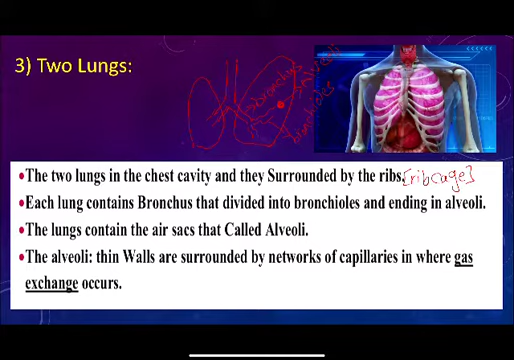 3) Two Lungs:
bronchus
Alveoli
bronchioles
•The two lungs in the chest cavity and they Surrounded by the ribs.[ribcage]
•Each lung contains Bronchus that divided into bronchioles and ending in alveoli.
•The lungs contain the air sacs that Called Alveoli.
•The alveoli: thin Walls are surrounded by networks of capillaries in where gas
exchange occurs.